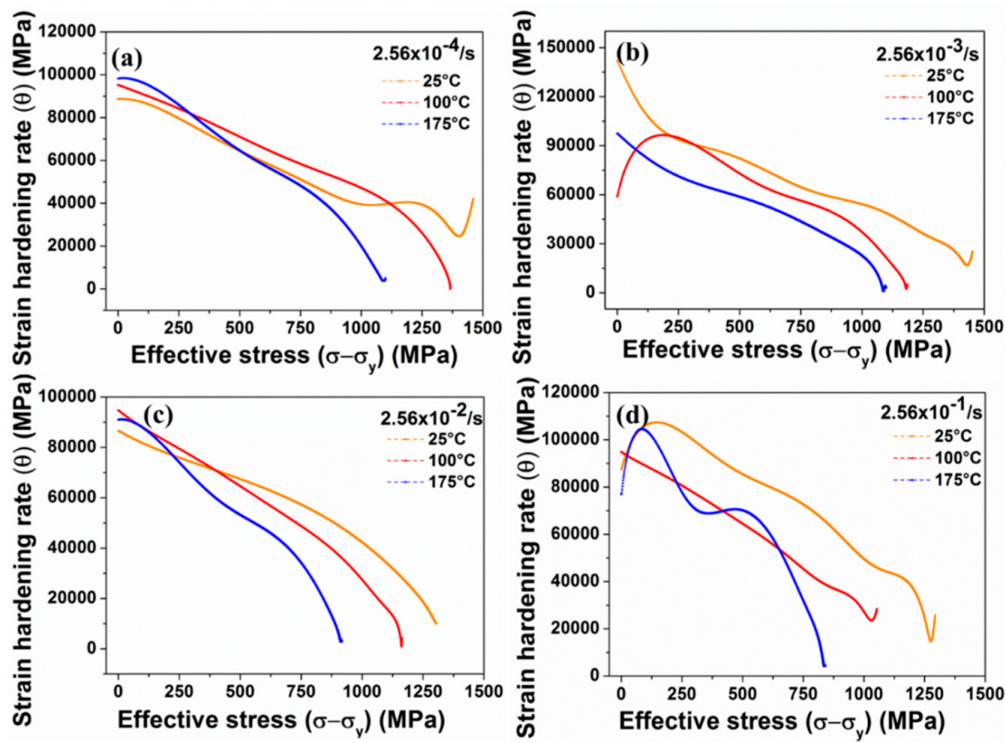 (a)
2.56x10⁻⁴/s
25°C
100°C
175°C
Strain hardening rate (θ) (MPa)
120000
100000
80000
60000
40000
20000
0
0 250 500 750 1000 1250 1500
Effective stress (σ−σy) (MPa)
(b)
2.56x10⁻³/s
25°C
100°C
175°C
Strain hardening rate (θ) (MPa)
150000
120000
90000
60000
30000
0
0 250 500 750 1000 1250 1500
Effective stress (σ−σy) (MPa)
(c)
2.56x10⁻²/s
25°C
100°C
175°C
Strain hardening rate (θ) (MPa)
100000
80000
60000
40000
20000
0
0 250 500 750 1000 1250 1500
Effective stress (σ−σy) (MPa)
(d)
2.56x10⁻¹/s
25°C
100°C
175°C
Strain hardening rate (θ) (MPa)
120000
100000
80000
60000
40000
20000
0
0 250 500 750 1000 1250 1500
Effective stress (σ−σy) (MPa)